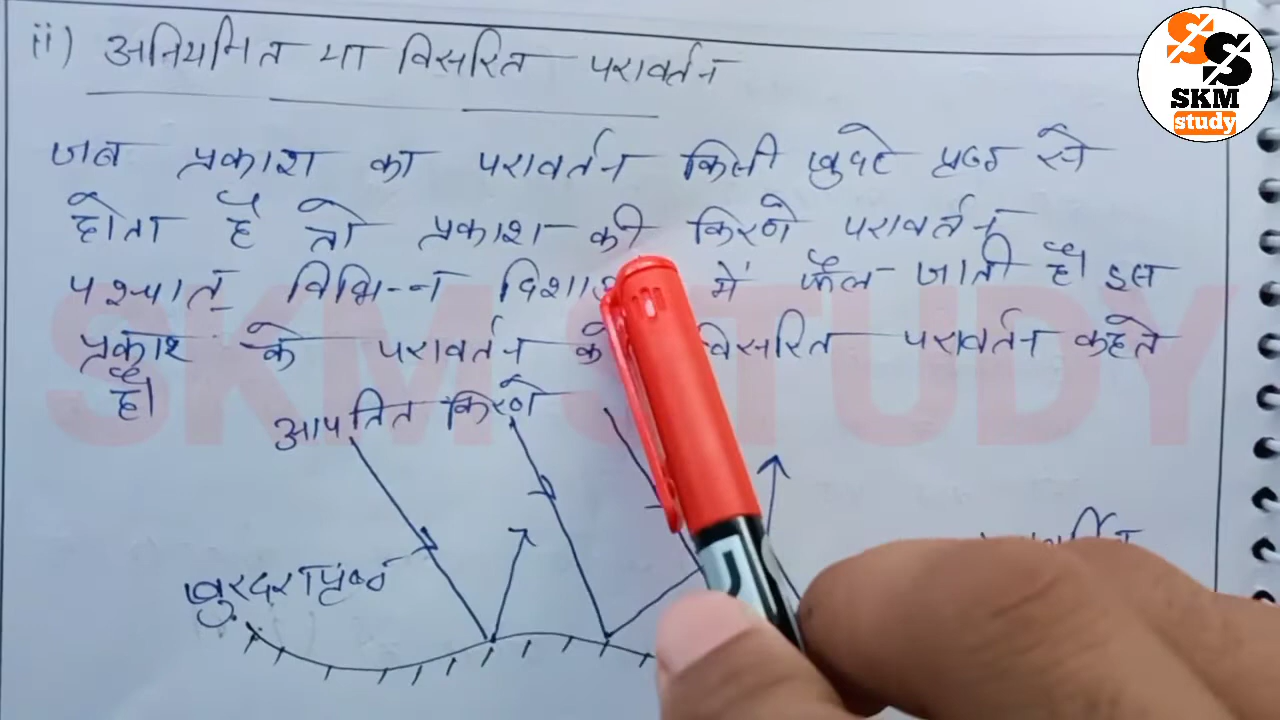 ii) अनियमित या विसरित परावर्तन
SS
SKM
study
जब प्रकाश का परावर्तन किसी खुरदरे पृष्ठ से
होता है तो प्रकाश की किरणे परावर्तन
पश्चात् विभिन्न में फैल जाती है। इस
प्रकार के परावर्तन विसरित परावर्तन कहते
है।
आपतित किरणे
खुरदरा पृष्ठ
SKM STUDY